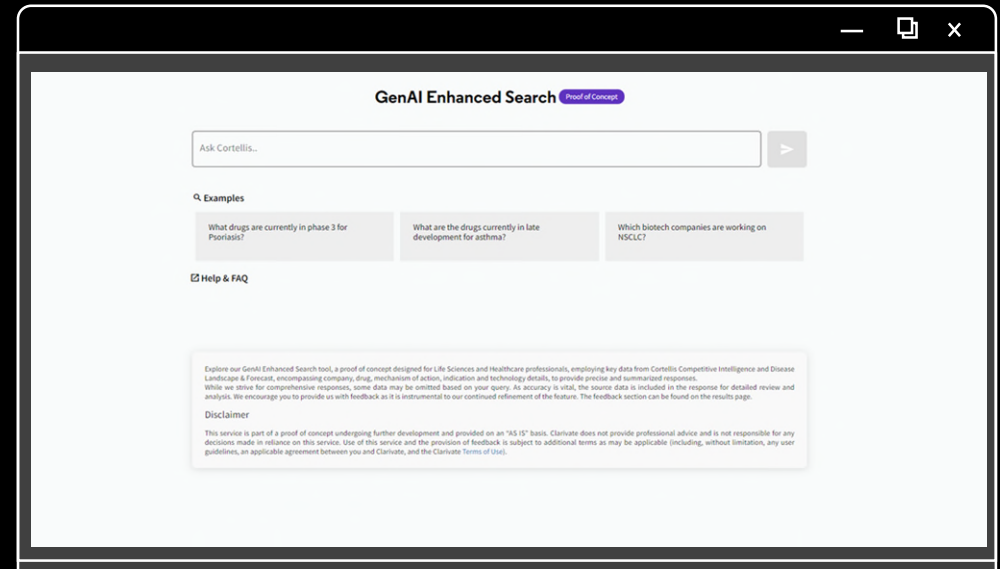 GenAI Enhanced Search Proof of Concept
Ask Cortellis..
Examples
What drugs are currently in phase 3 for
Psoriasis?
What are the drugs currently in late
development for asthma?
Which biotech companies are working on
NSCLC?
Help & FAQ
Explore our GenAI Enhanced Search tool, a proof of concept designed for Life Sciences and Healthcare professionals, employing key data from Cortellis Competitive Intelligence and Disease
Landscape & Forecast, encompassing company, drug, mechanism of action, indication and technology details, to provide precise and summarized responses.
While we strive for comprehensive responses, some data may be omitted based on your query. As accuracy is vital, the source data is included in the response for detailed review and
analysis. We encourage you to provide us with feedback as it is instrumental to our continued refinement of the feature. The feedback section can be found on the results page.
Disclaimer
This service is part of a proof of concept undergoing further development and provided on an "AS IS" basis. Clarivate does not provide professional advice and is not responsible for any
decisions made in reliance on this service. Use of this service and the provision of feedback is subject to additional terms as may be applicable (including, without limitation, any user
guidelines, an applicable agreement between you and Clarivate, and the Clarivate Terms of Use).